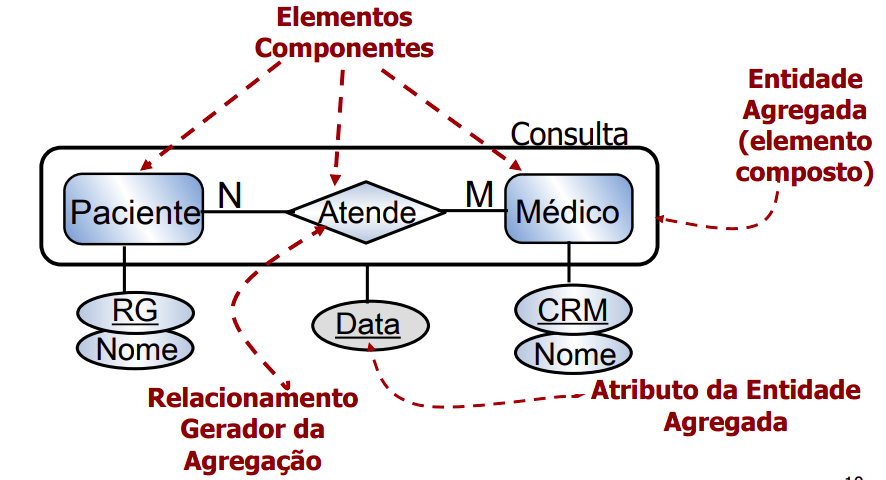 Elementos
Componentes
Entidade
Agregada
(elemento
composto)
Consulta
Paciente
N
Atende
M
Médico
RG
Nome
Data
CRM
Nome
Relacionamento
Gerador da
Agregação
Atributo da Entidade
Agregada